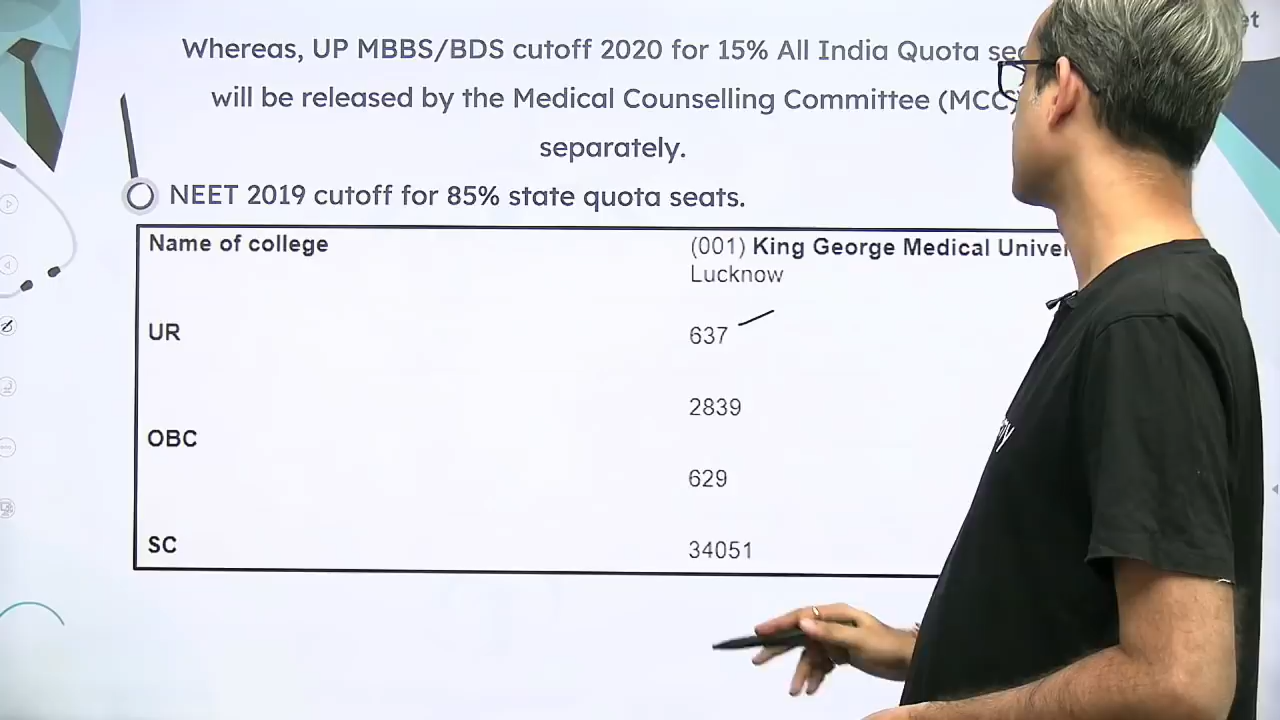 Whereas, UP MBBS/BDS cutoff 2020 for 15% All India Quota
will be released by the Medical Counselling Committee (MCC)
separately.
NEET 2019 cutoff for 85% state quota seats.
Name of college (001) King George Medical
Lucknow
UR 637
2839
OBC
629
SC 34051